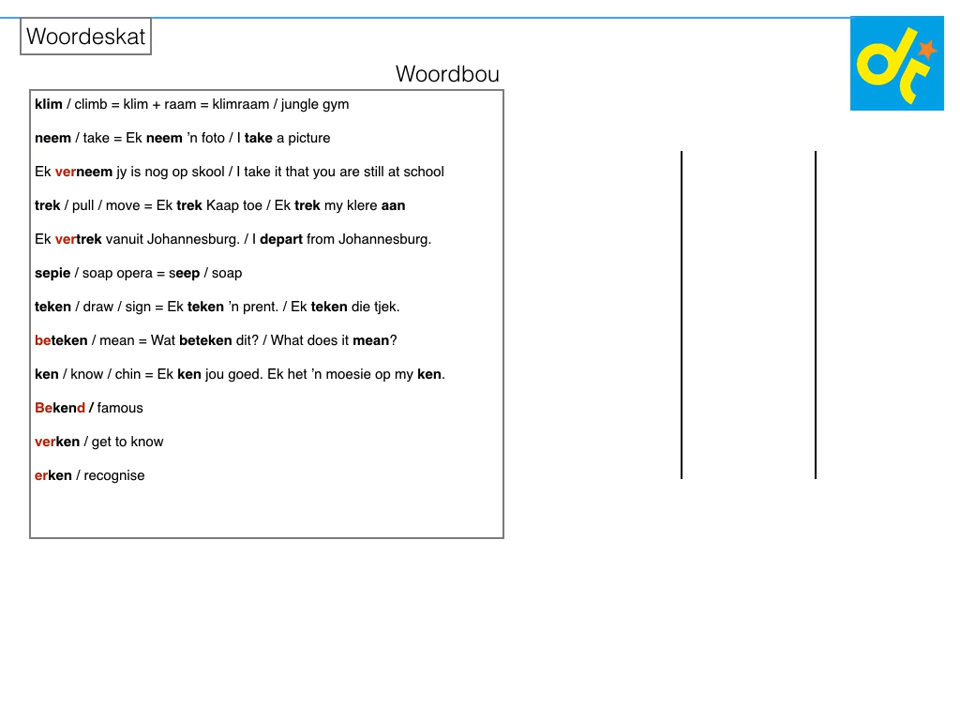 Woordeskat
Woordbou
klim / climb = klim + raam = klimraam / jungle gym
neem / take = Ek neem 'n foto / I take a picture
Ek verneem jy is nog op skool / I take it that you are still at school
trek / pull / move = Ek trek Kaap toe / Ek trek my klere aan
Ek vertrek vanuit Johannesburg. / I depart from Johannesburg.
sepie / soap opera = seep / soap
teken / draw / sign = Ek teken 'n prent. / Ek teken die tjek.
beteken / mean = Wat beteken dit? / What does it mean?
ken / know / chin = Ek ken jou goed. Ek het 'n moesie op my ken.
Bekend / famous
verken / get to know
erken / recognise